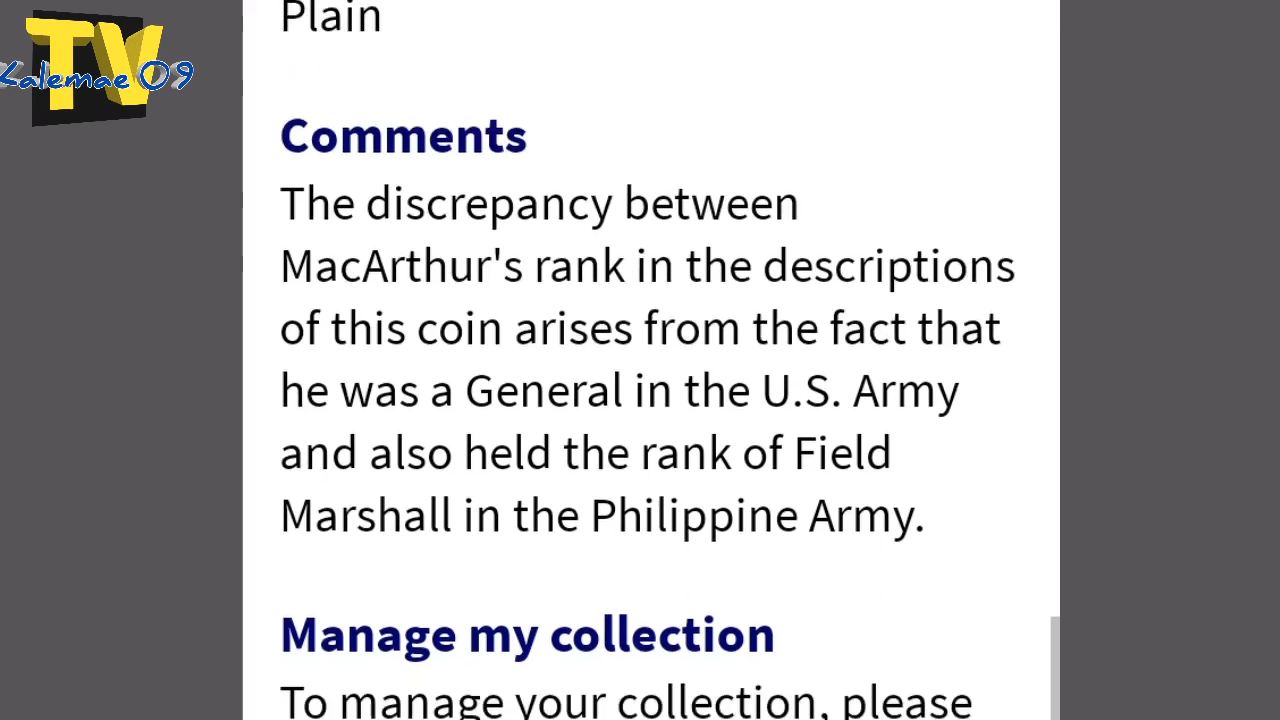 Plain
TV
Kalemae 09
Comments
The discrepancy between
MacArthur's rank in the descriptions
of this coin arises from the fact that
he was a General in the U.S. Army
and also held the rank of Field
Marshall in the Philippine Army.
Manage my collection
To manage your collection, please